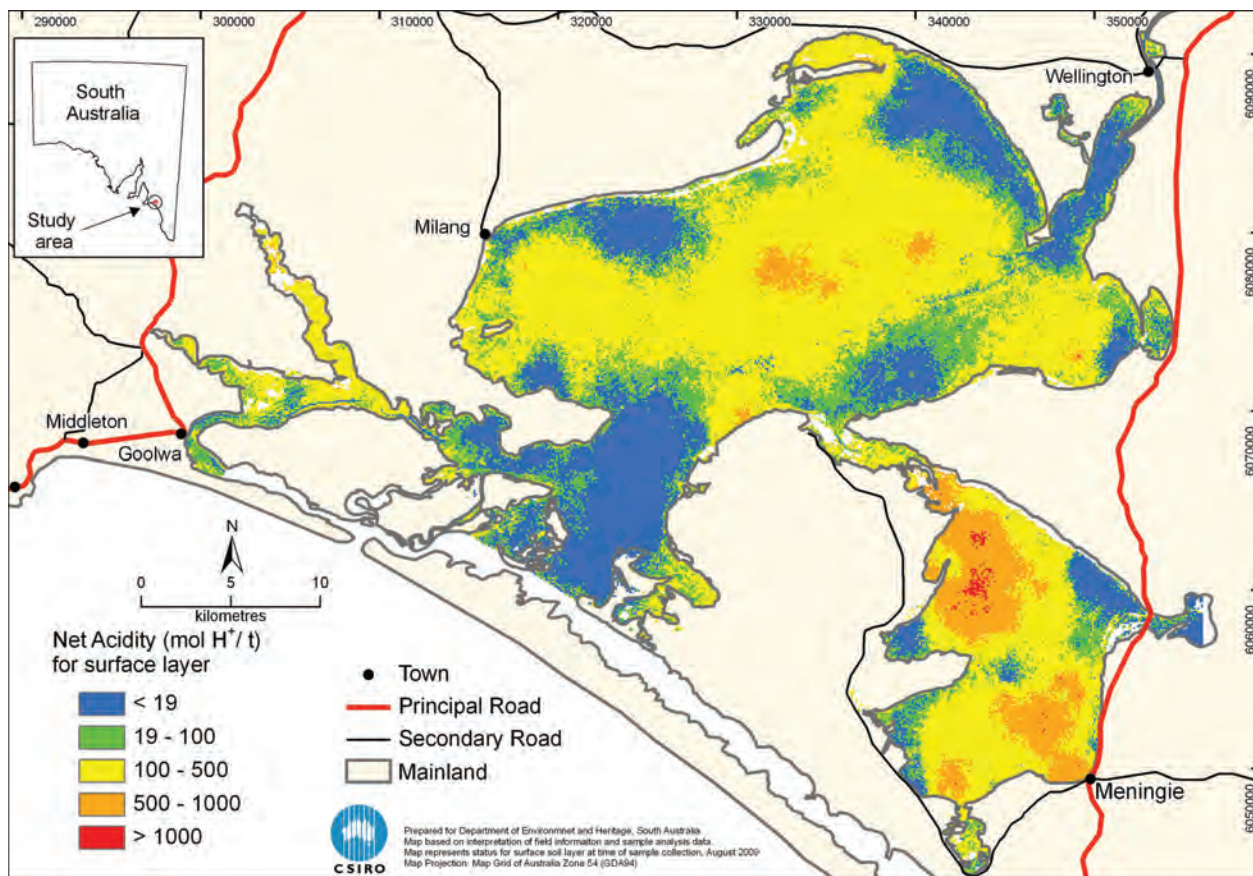 290000
300000
310000
320000
330000
340000
350000
South
Australia
Study
area
Wellington
6090000
Milang
6080000
Middleton
Goolwa
6070000
N
0 5 10
kilometres
6060000
Net Acidity (mol H⁺/ t)
for surface layer
< 19
19 - 100
100 - 500
500 - 1000
> 1000
Town
Principal Road
Secondary Road
Mainland
Meningie
6050000
CSIRO
Prepared for Department of Environmnet and Heritage, South Australia.
Map based on interpretation of field informaiton and sample analysis data.
Map represents status for surface soil layer at time of sample collection, August 2009
Map Projection: Map Grid of Australia Zone 54 (GDA94)